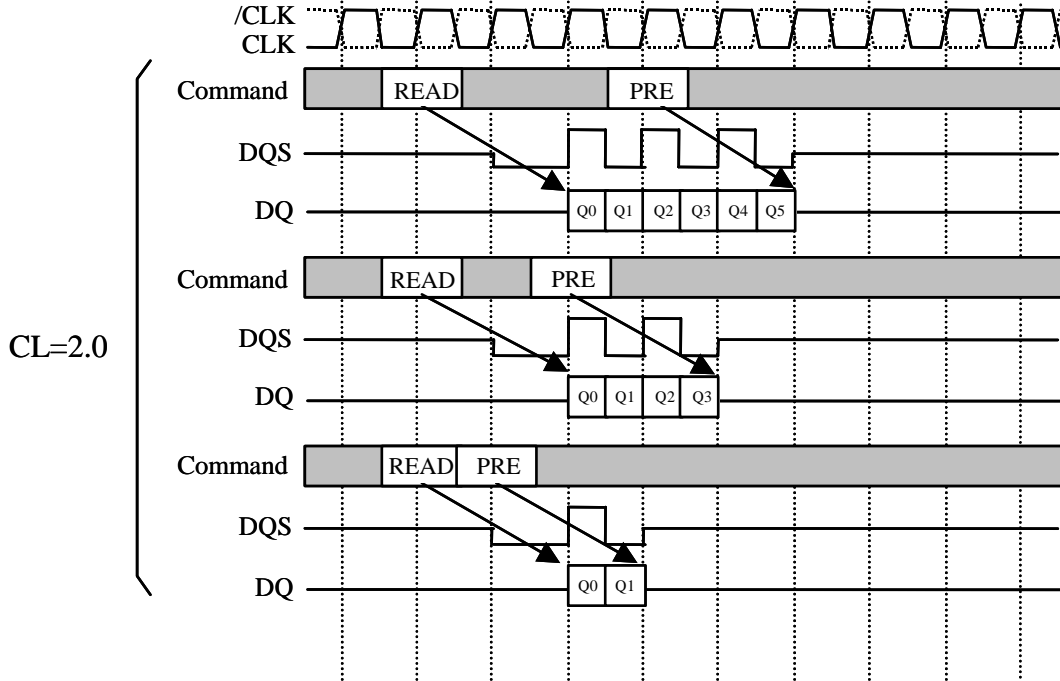 /CLK
CLK
Command READ PRE
DQS
DQ Q0 Q1 Q2 Q3 Q4 Q5
Command READ PRE
CL=2.0
DQS
DQ Q0 Q1 Q2 Q3
Command READ PRE
DQS
DQ Q0 Q1